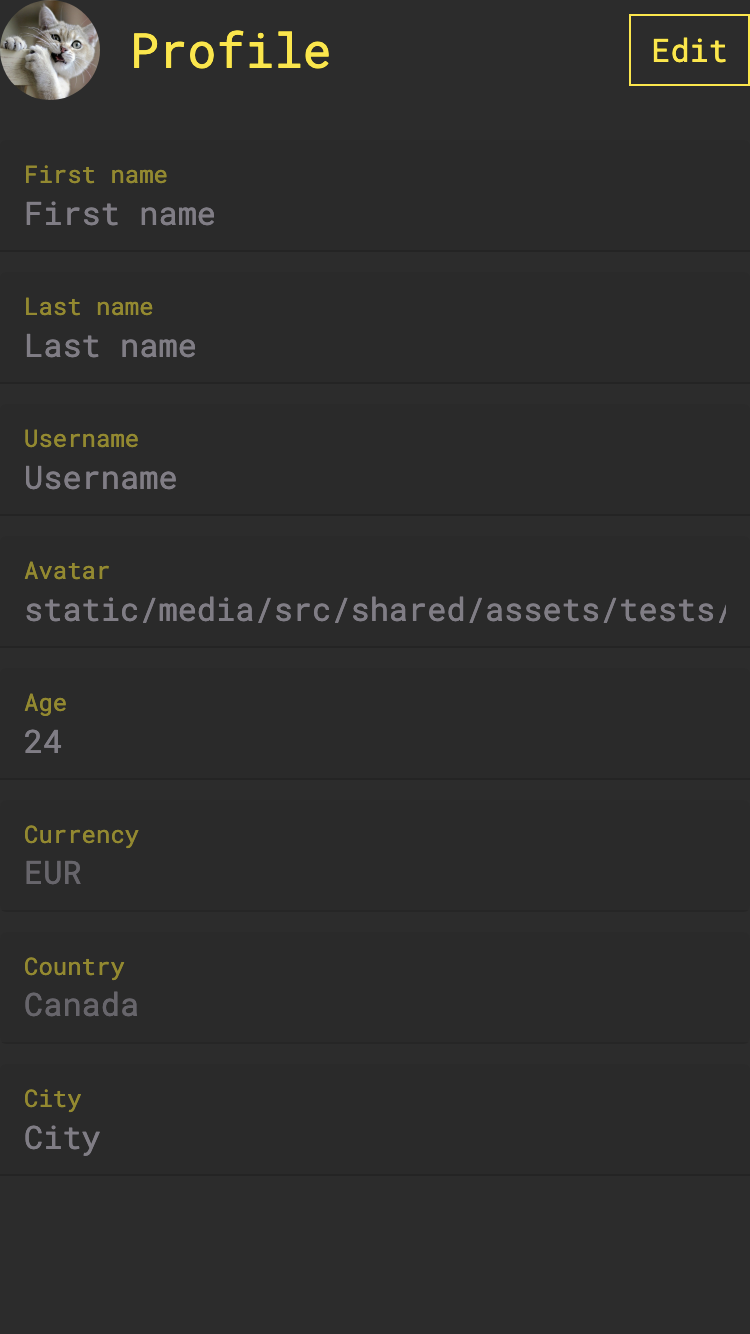 Profile
Edit
First name
First name
Last name
Last name
Username
Username
Avatar
static/media/src/shared/assets/tests/
Age
24
Currency
EUR
Country
Canada
City
City